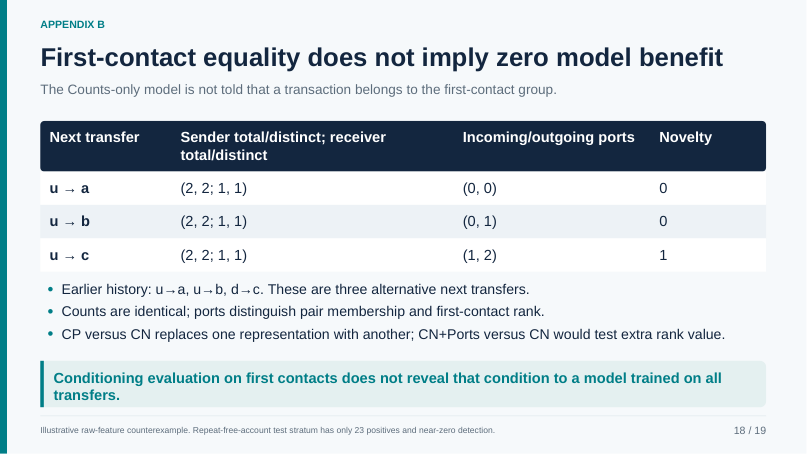 APPENDIX B
First-contact equality does not imply zero model benefit
The Counts-only model is not told that a transaction belongs to the first-contact group.
Next transfer Sender total/distinct; receiver total/distinct Incoming/outgoing ports Novelty
u → a (2, 2; 1, 1) (0, 0) 0
u → b (2, 2; 1, 1) (0, 1) 0
u → c (2, 2; 1, 1) (1, 2) 1
• Earlier history: u→a, u→b, d→c. These are three alternative next transfers.
• Counts are identical; ports distinguish pair membership and first-contact rank.
• CP versus CN replaces one representation with another; CN+Ports versus CN would test extra rank value.
Conditioning evaluation on first contacts does not reveal that condition to a model trained on all
transfers.
Illustrative raw-feature counterexample. Repeat-free-account test stratum has only 23 positives and near-zero detection.
18 / 19